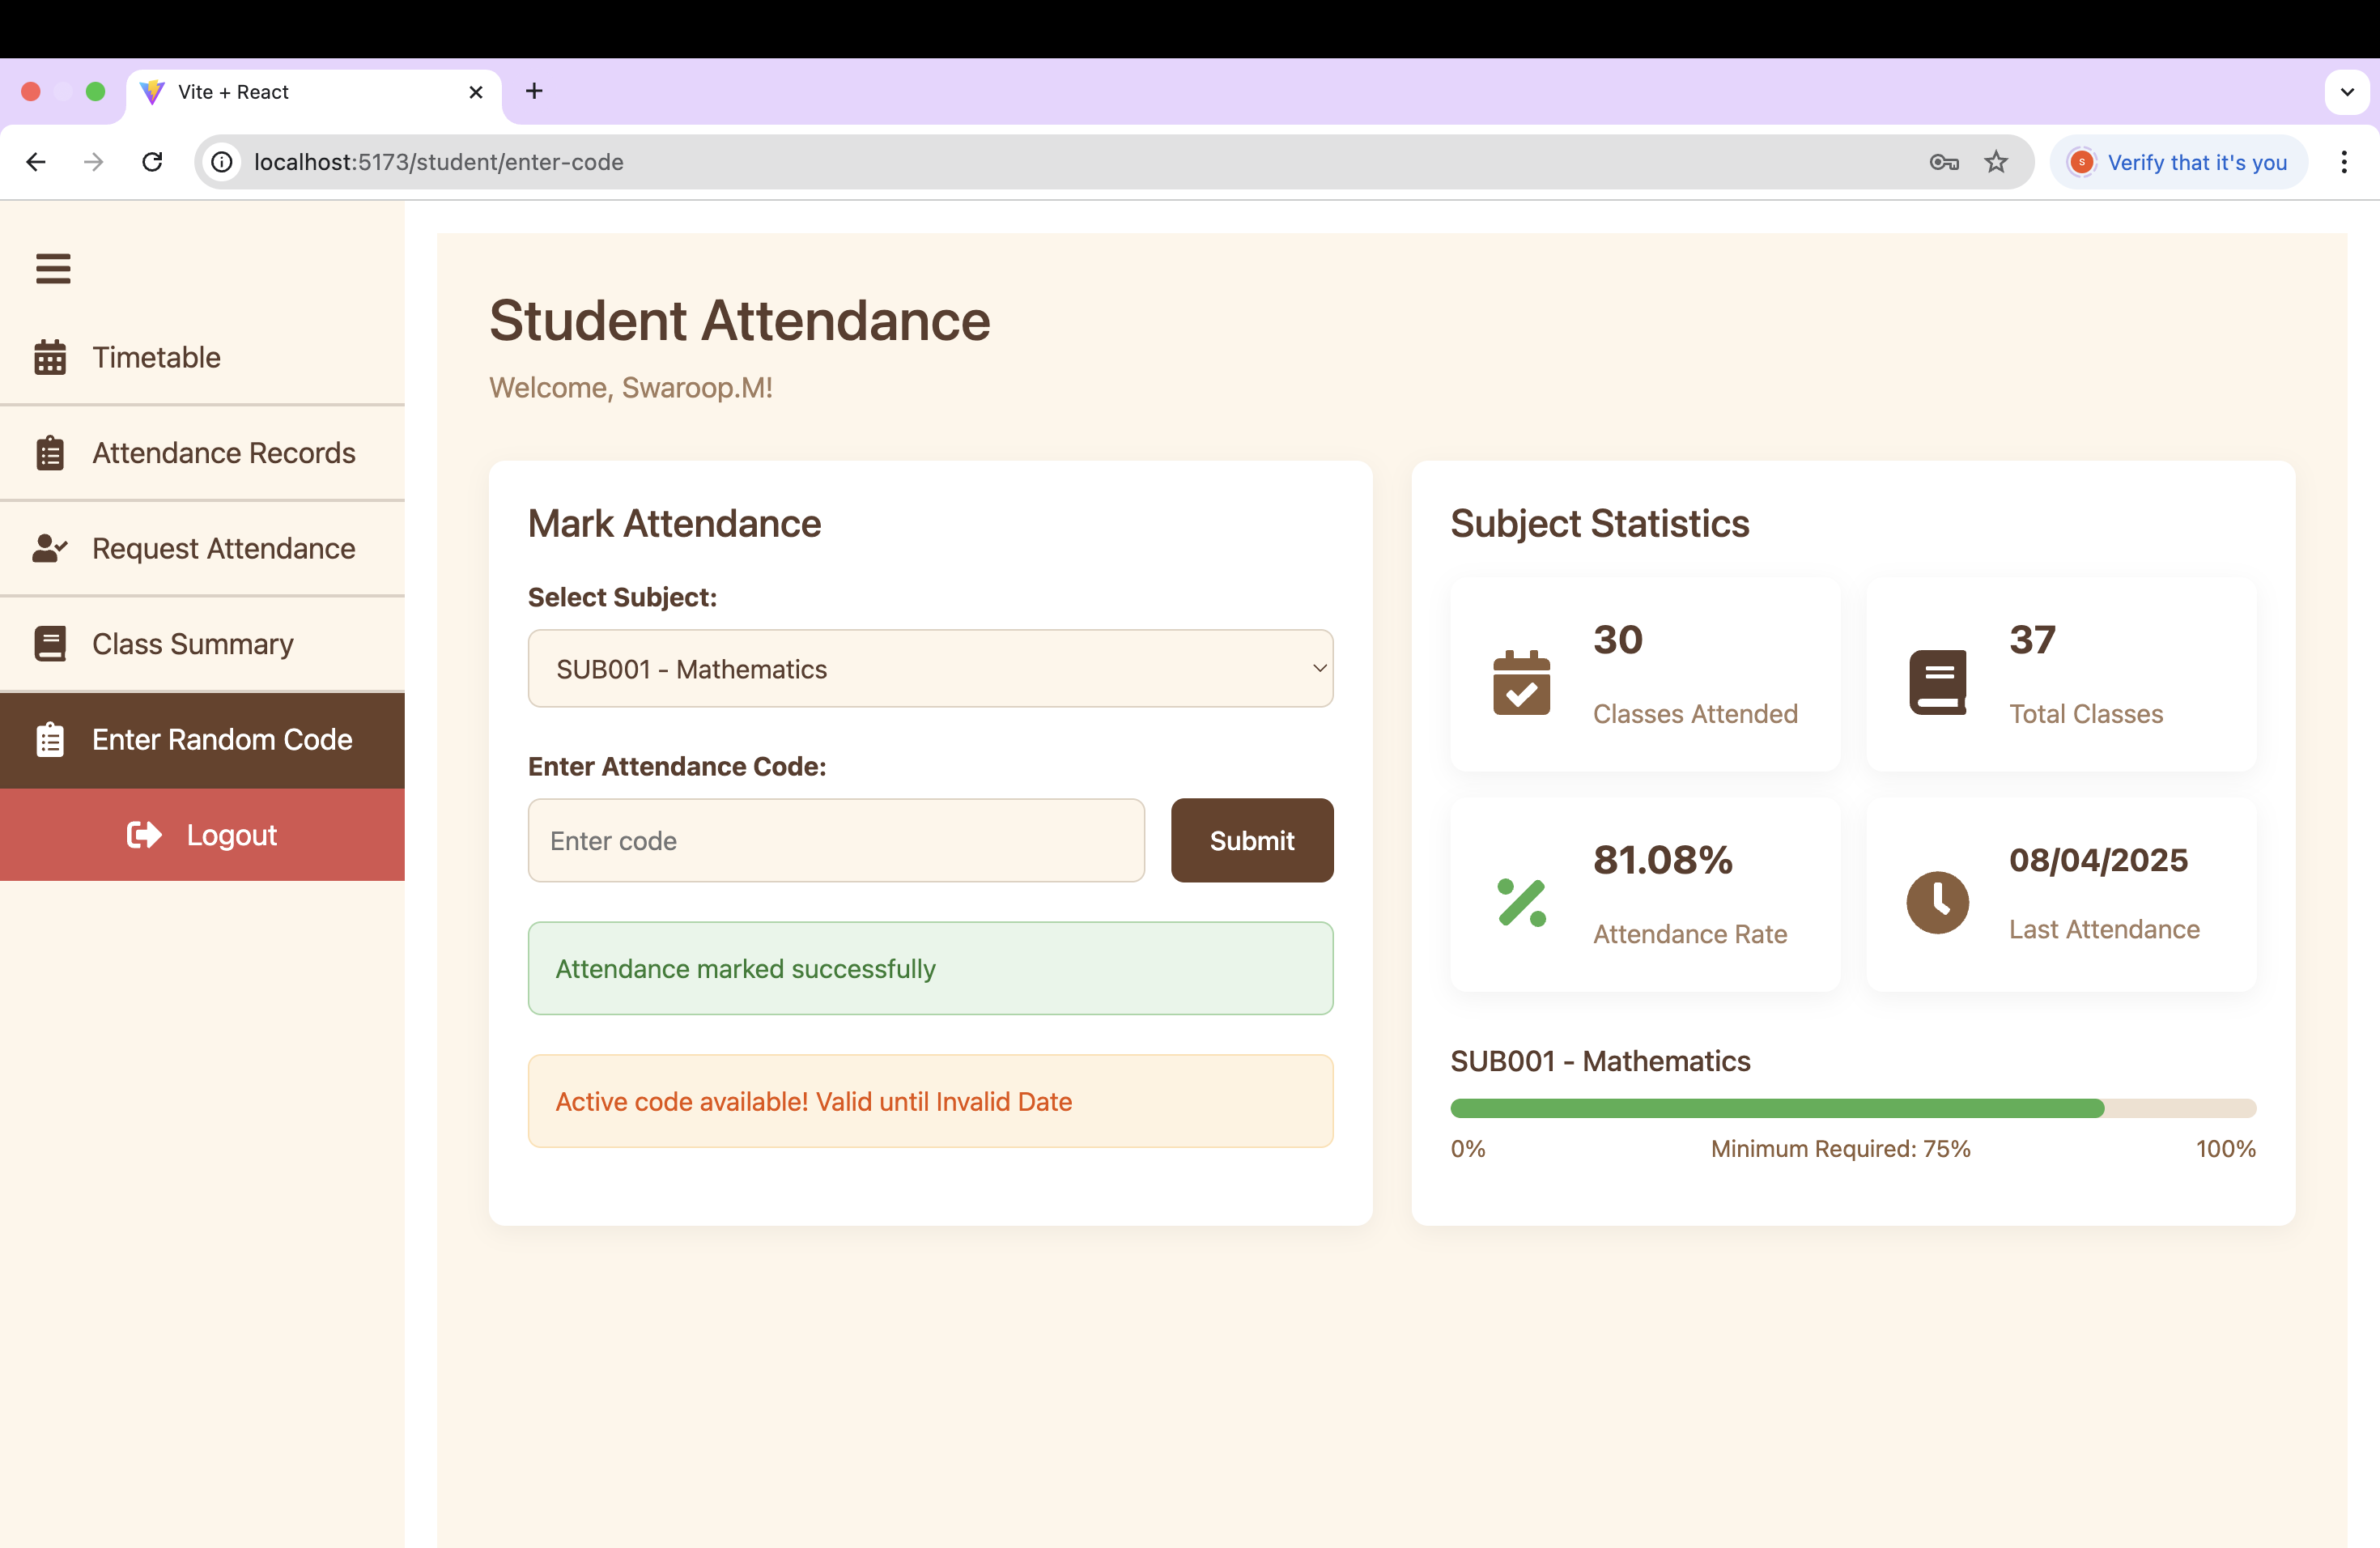 Vite + React
localhost:5173/student/enter-code
S
Verify that it's you
Timetable
Attendance Records
Request Attendance
Class Summary
Enter Random Code
Logout
Student Attendance
Welcome, Swaroop.M!
Mark Attendance
Select Subject:
SUB001 - Mathematics
Enter Attendance Code:
Enter code
Submit
Attendance marked successfully
Active code available! Valid until Invalid Date
Subject Statistics
30
Classes Attended
37
Total Classes
81.08%
Attendance Rate
08/04/2025
Last Attendance
SUB001 - Mathematics
0% Minimum Required: 75% 100%